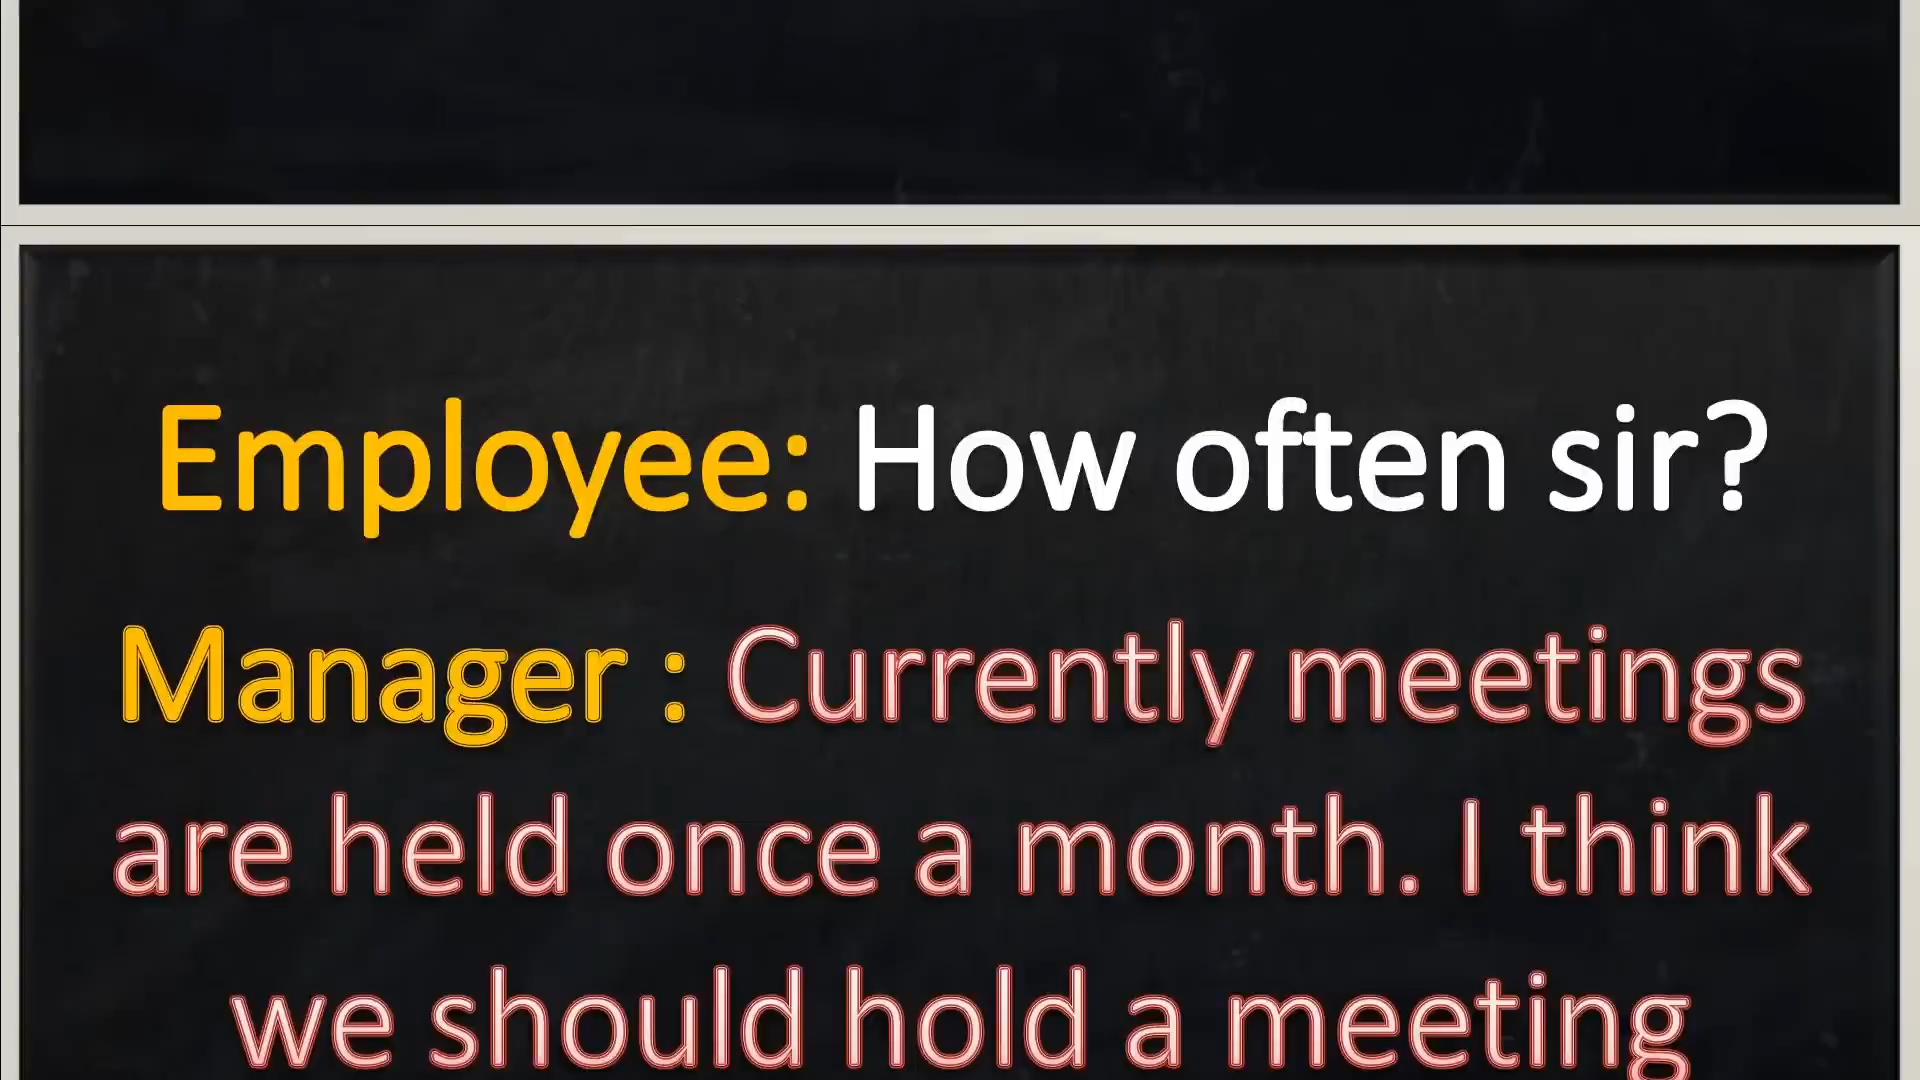 Employee: How often sir?
Manager : Currently meetings
are held once a month. I think
we should hold a meeting